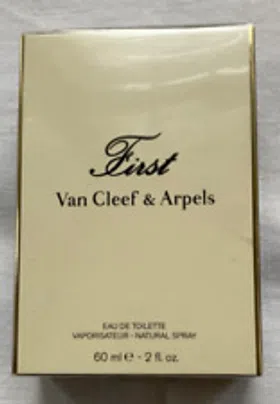 First
Van Cleef & Arpels
EAU DE TOILETTE
VAPORISATEUR - NATURAL SPRAY
60 ml ℮ - 2 fl. oz.